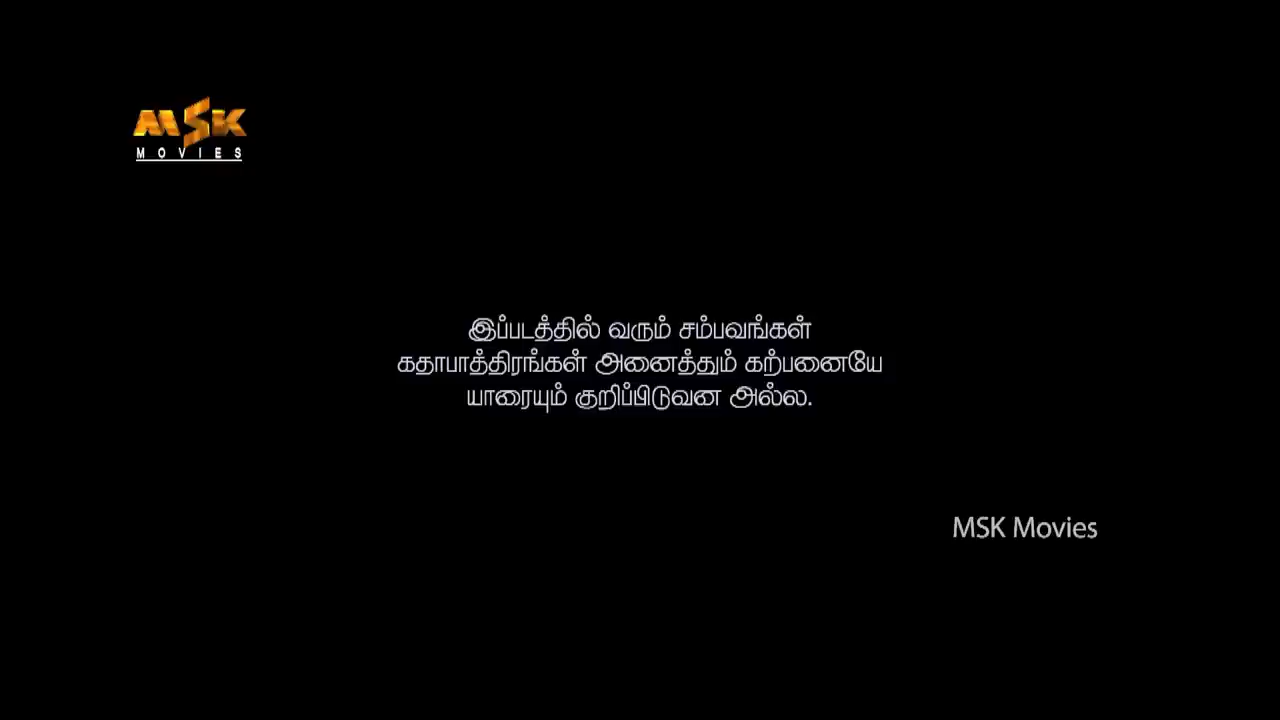 MSK
MOVIES
இப்படத்தில் வரும் சம்பவங்கள்
கதாபாத்திரங்கள் அனைத்தும் கற்பனையே
யாரையும் குறிப்பிடுவன அல்ல.
MSK Movies